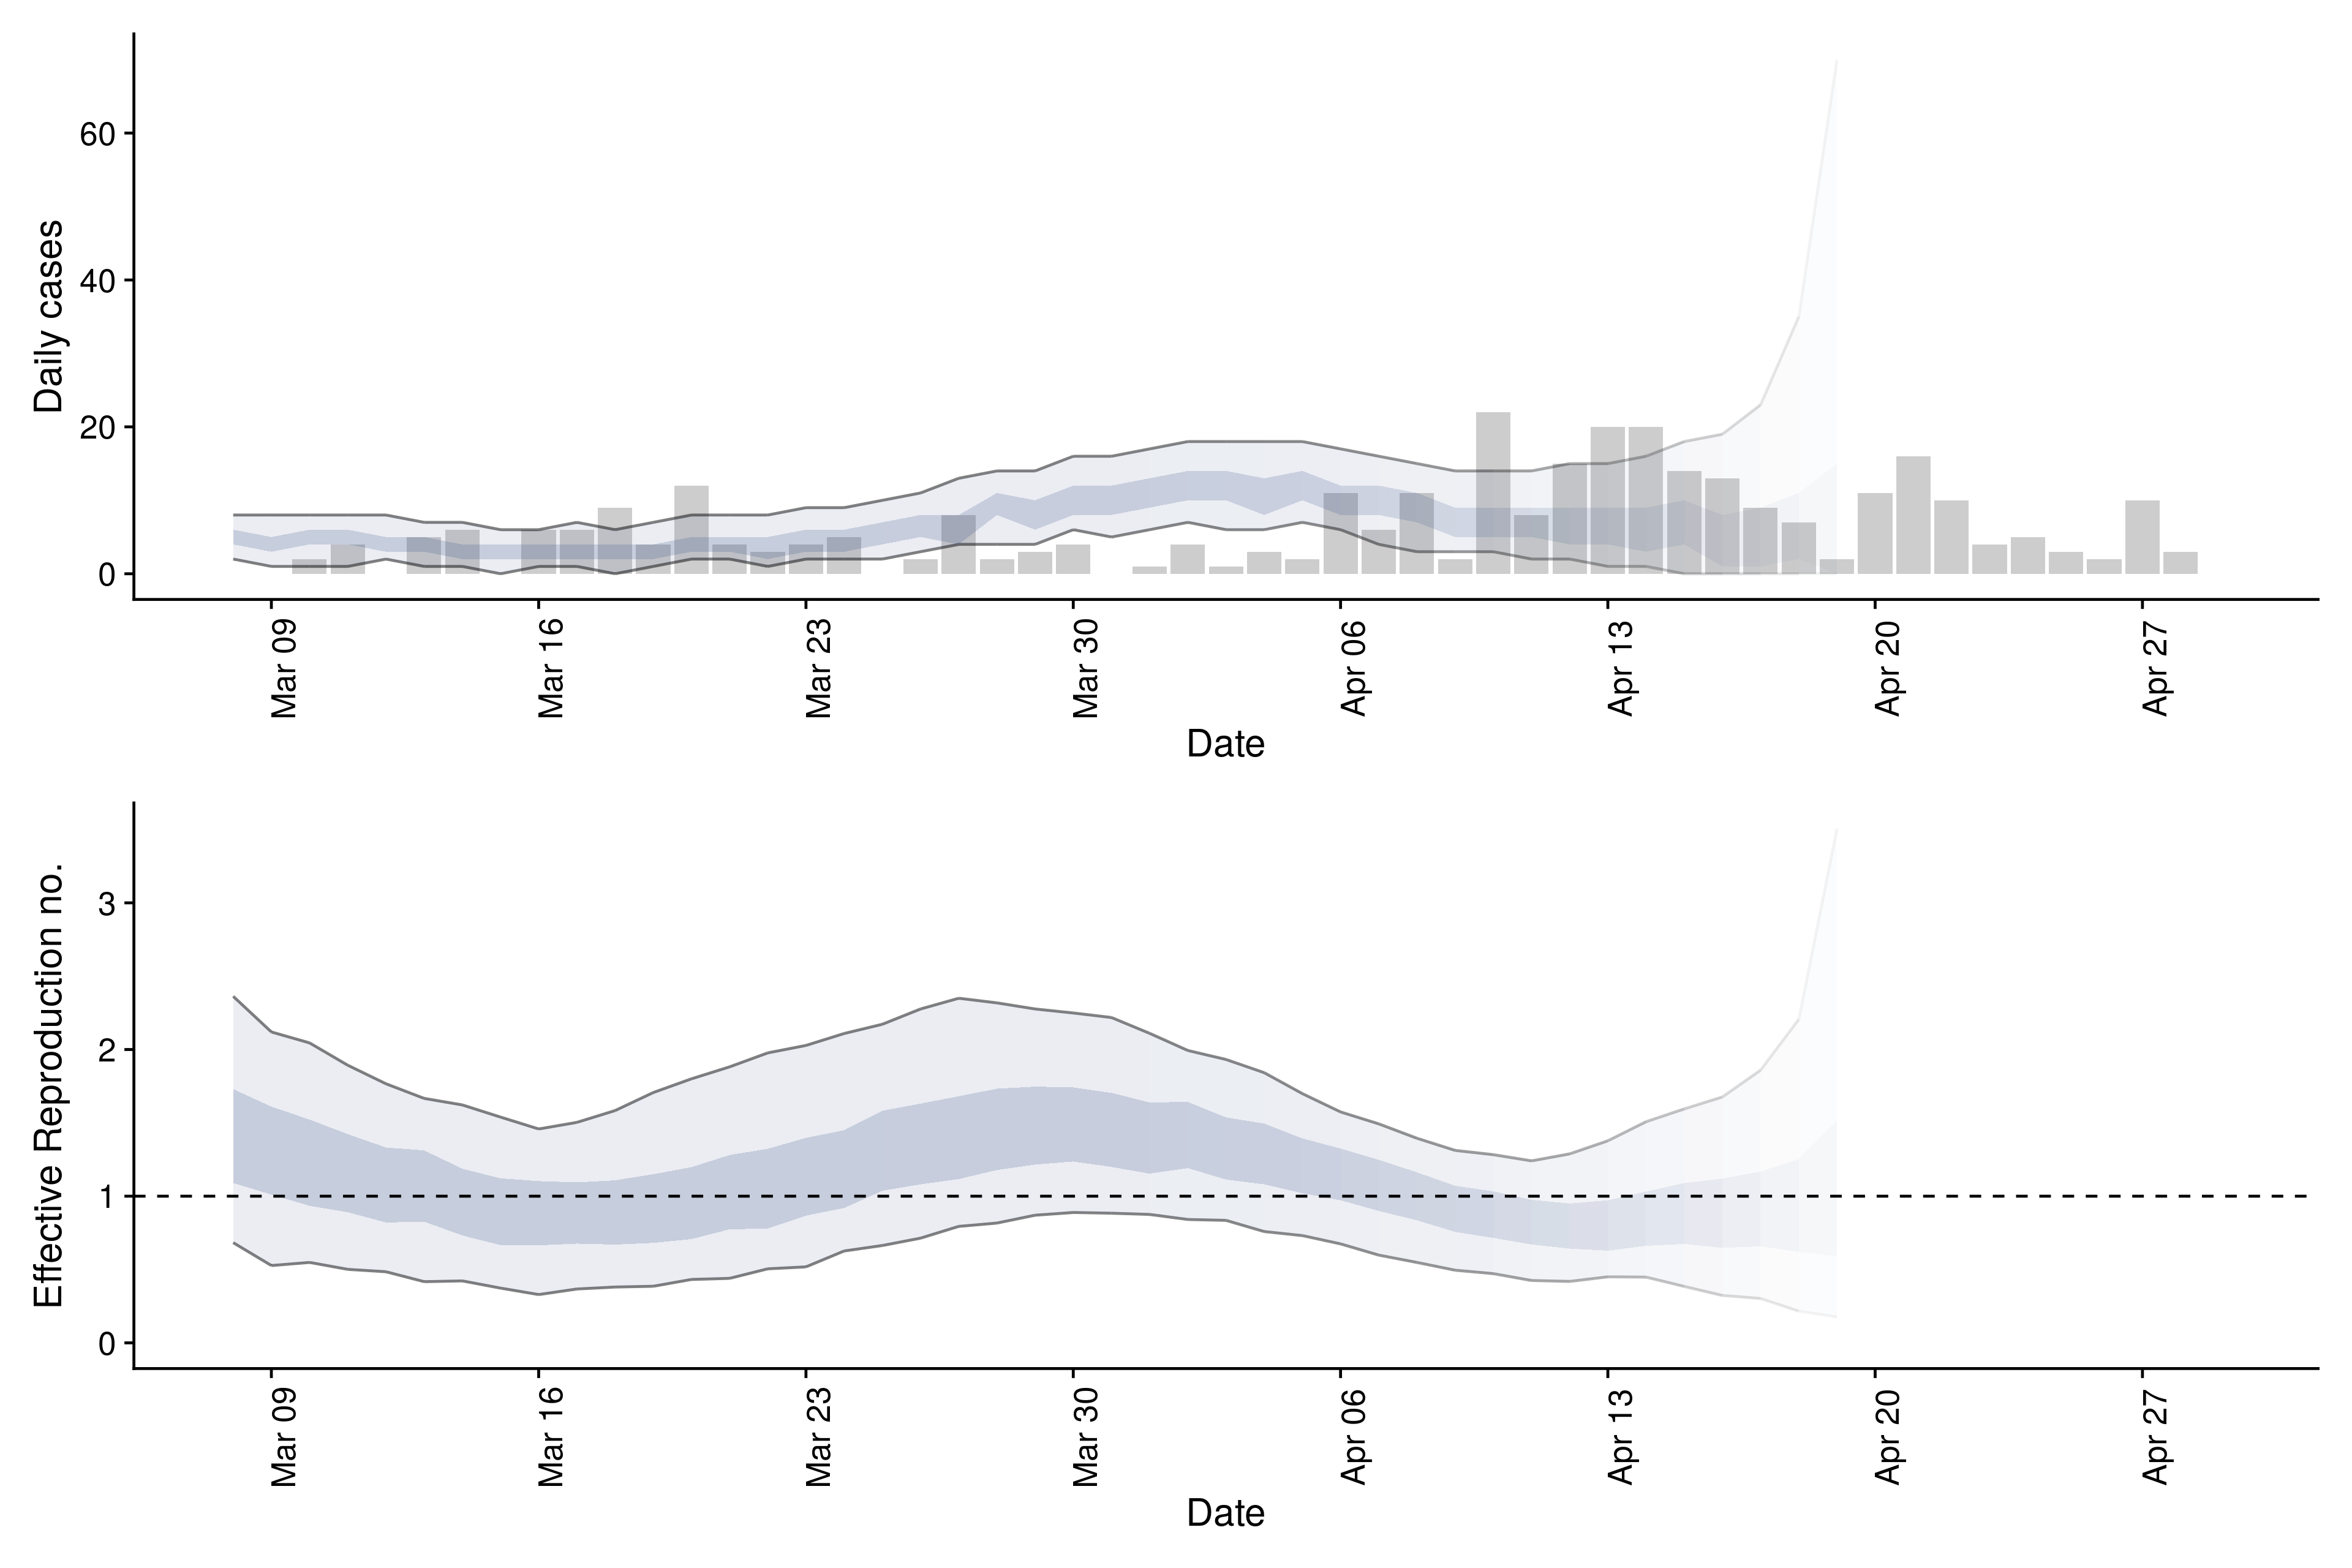 Daily cases
60
40
20
0
Mar 09
Mar 16
Mar 23
Mar 30
Apr 06
Apr 13
Apr 20
Apr 27
Date
Effective Reproduction no.
3
2
1
0
Mar 09
Mar 16
Mar 23
Mar 30
Apr 06
Apr 13
Apr 20
Apr 27
Date